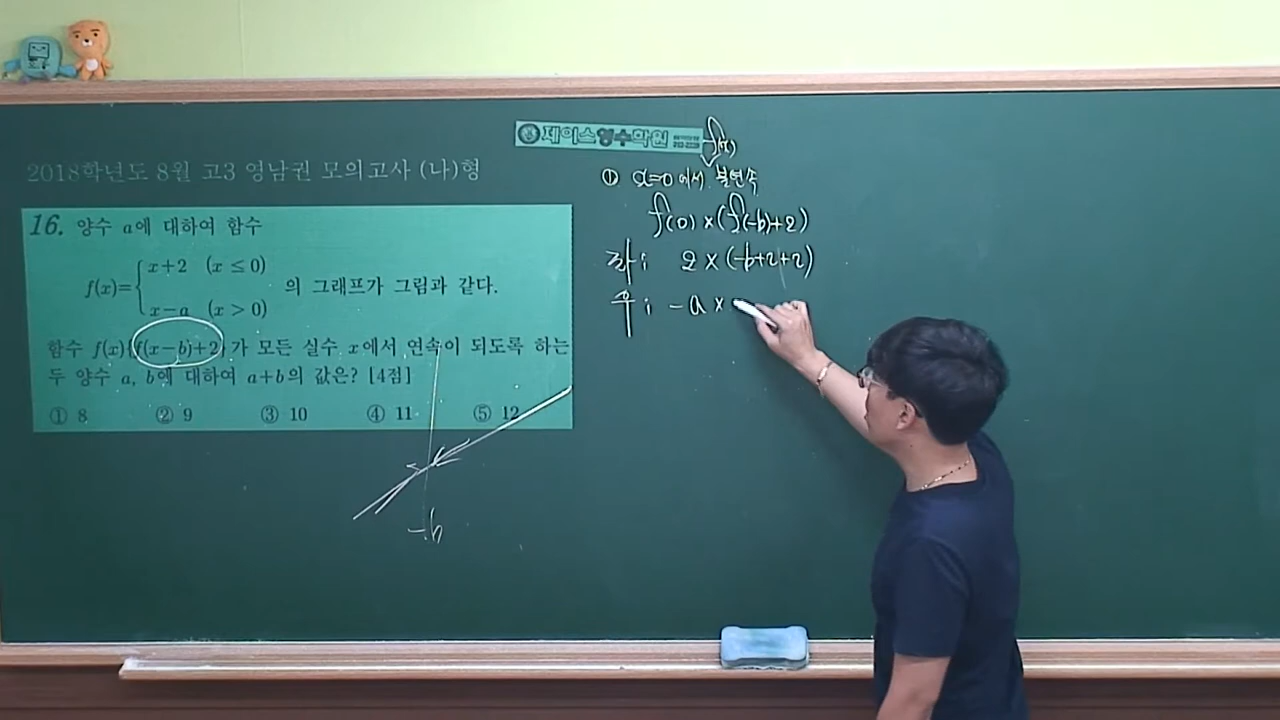 제이스영수학원
2018학년도 8월 고3 영남권 모의고사 (나)형
16. 양수 a에 대하여 함수
f(x)={ x+2 (x ≤ 0)
x−a (x > 0)
의 그래프가 그림과 같다.
함수 f(x){f(x−b)+2}가 모든 실수 x에서 연속이 되도록 하는
두 양수 a, b에 대하여 a+b의 값은? [4점]
① 8 ② 9 ③ 10 ④ 11 ⑤ 12
-b
f(x)
① x=0 에서 불연속
f(0) × (f(-b)+2)
좌; 2 × (-b+2+2)
우; -a ×